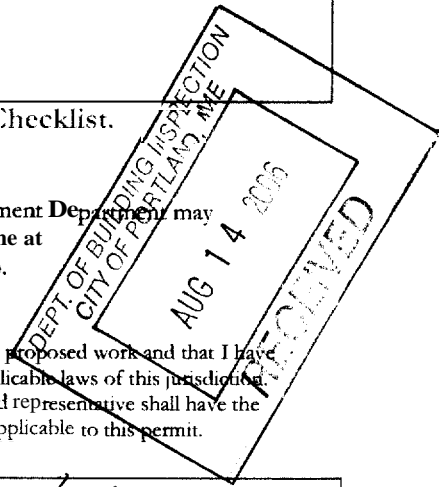 Checklist.
ment Department may
ne at
.
proposed work and that I have
licable laws of this jurisdiction.
d representative shall have the
pplicable to this permit.
DEPT. OF BUILDING INSPECTION
CITY OF PORTLAND, ME
AUG 14 2006
RECEIVED